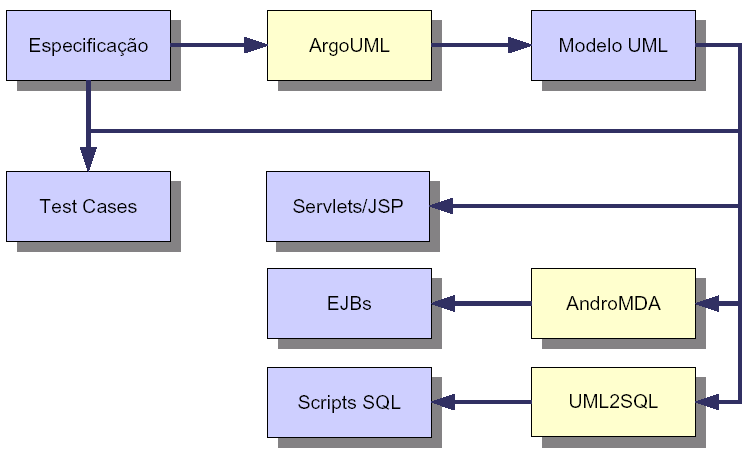 Especificação
ArgoUML
Modelo UML
Test Cases
Servlets/JSP
EJBs
AndroMDA
Scripts SQL
UML2SQL